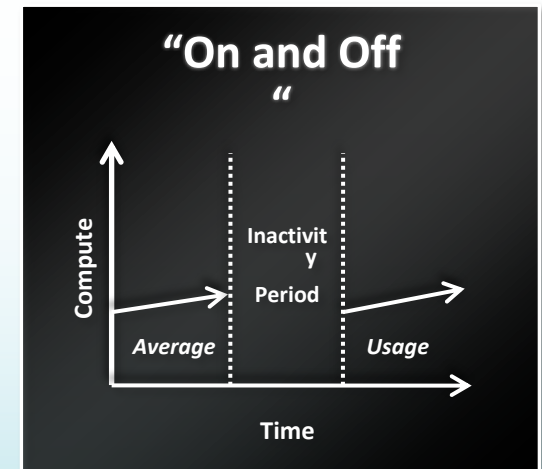 “On and Off
“
Compute
Inactivit
y
Period
Average
Usage
Time